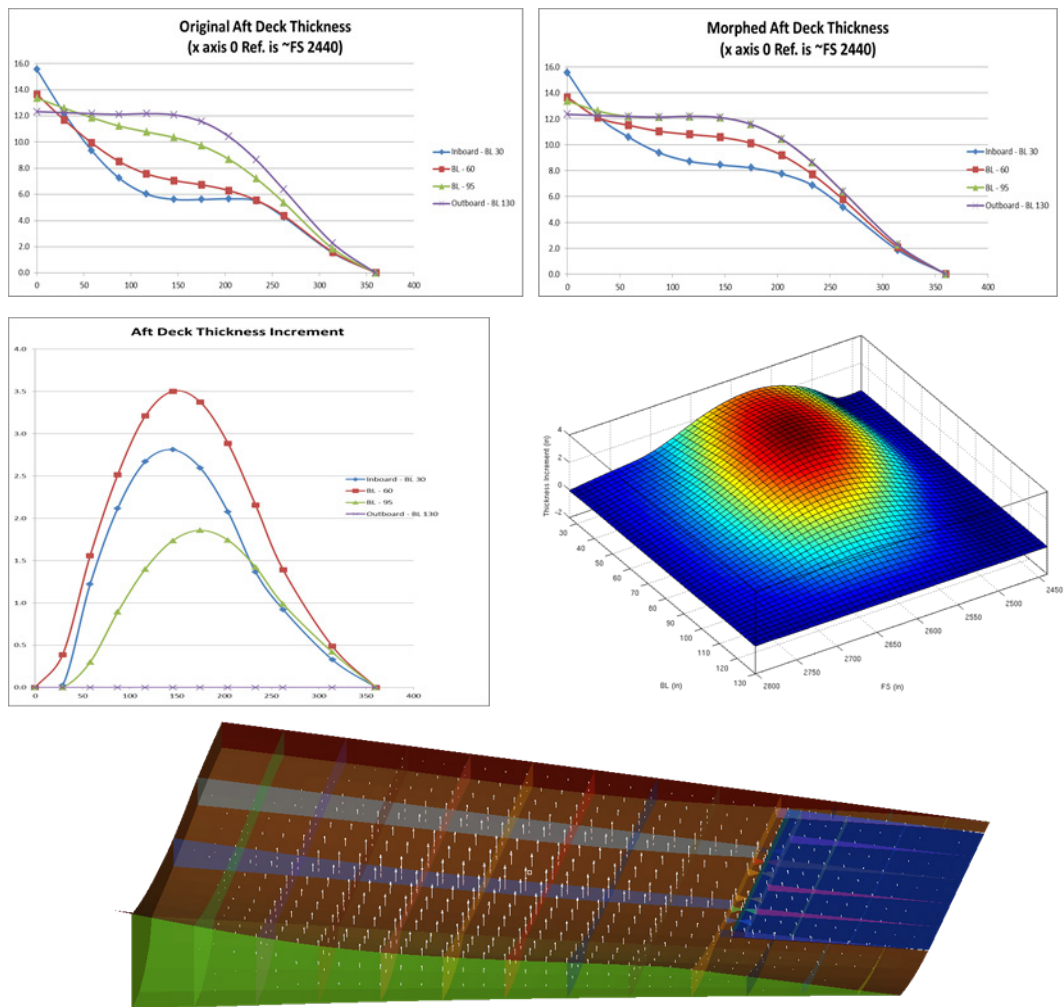 Original Aft Deck Thickness
(x axis 0 Ref. is ~FS 2440)
16.0
14.0
12.0
10.0
8.0
6.0
4.0
2.0
0.0
0 50 100 150 200 250 300 350 400
Inboard - BL 30
BL - 60
BL - 95
Outboard - BL 130
Morphed Aft Deck Thickness
(x axis 0 Ref. is ~FS 2440)
16.0
14.0
12.0
10.0
8.0
6.0
4.0
2.0
0.0
0 50 100 150 200 250 300 350 400
Inboard - BL 30
BL - 60
BL - 95
Outboard - BL 130
Aft Deck Thickness Increment
4.0
3.5
3.0
2.5
2.0
1.5
1.0
0.5
0.0
0 50 100 150 200 250 300 350 400
Inboard - BL 30
BL - 60
BL - 95
Outboard - BL 130
Thickness Increment (in)
4
2
0
-2
30
40
50
60
70
80
90
100
110
120
130
BL (in)
2800
2750
2700
2650
2600
2550
2500
2450
FS (in)